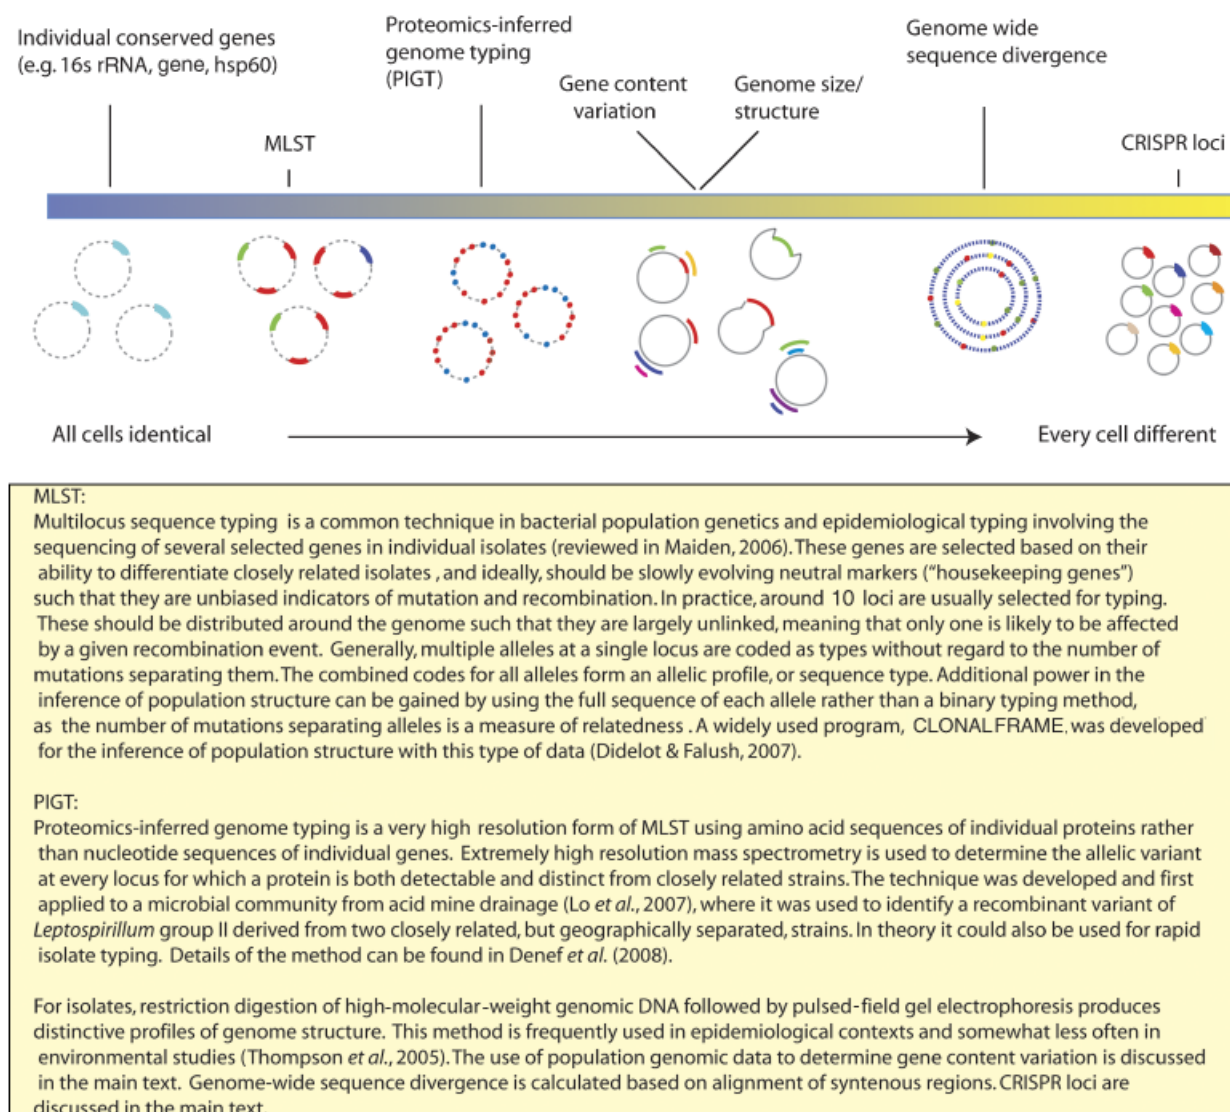 Individual conserved genes
(e.g. 16s rRNA, gene, hsp60)
MLST
Proteomics-inferred
genome typing
(PIGT)
Gene content
variation
Genome size/
structure
Genome wide
sequence divergence
CRISPR loci
All cells identical
Every cell different
MLST:
Multilocus sequence typing is a common technique in bacterial population genetics and epidemiological typing involving the
sequencing of several selected genes in individual isolates (reviewed in Maiden, 2006). These genes are selected based on their
ability to differentiate closely related isolates , and ideally, should be slowly evolving neutral markers (“housekeeping genes”)
such that they are unbiased indicators of mutation and recombination. In practice, around 10 loci are usually selected for typing.
These should be distributed around the genome such that they are largely unlinked, meaning that only one is likely to be affected
by a given recombination event. Generally, multiple alleles at a single locus are coded as types without regard to the number of
mutations separating them. The combined codes for all alleles form an allelic profile, or sequence type. Additional power in the
inference of population structure can be gained by using the full sequence of each allele rather than a binary typing method,
as the number of mutations separating alleles is a measure of relatedness . A widely used program, CLONALFRAME, was developed
for the inference of population structure with this type of data (Didelot & Falush, 2007).
PIGT:
Proteomics-inferred genome typing is a very high resolution form of MLST using amino acid sequences of individual proteins rather
than nucleotide sequences of individual genes. Extremely high resolution mass spectrometry is used to determine the allelic variant
at every locus for which a protein is both detectable and distinct from closely related strains. The technique was developed and first
applied to a microbial community from acid mine drainage (Lo et al., 2007), where it was used to identify a recombinant variant of
Leptospirillum group II derived from two closely related, but geographically separated, strains. In theory it could also be used for rapid
isolate typing. Details of the method can be found in Denef et al. (2008).
For isolates, restriction digestion of high-molecular-weight genomic DNA followed by pulsed-field gel electrophoresis produces
distinctive profiles of genome structure. This method is frequently used in epidemiological contexts and somewhat less often in
environmental studies (Thompson et al., 2005). The use of population genomic data to determine gene content variation is discussed
in the main text. Genome-wide sequence divergence is calculated based on alignment of syntenous regions. CRISPR loci are
discussed in the main text.